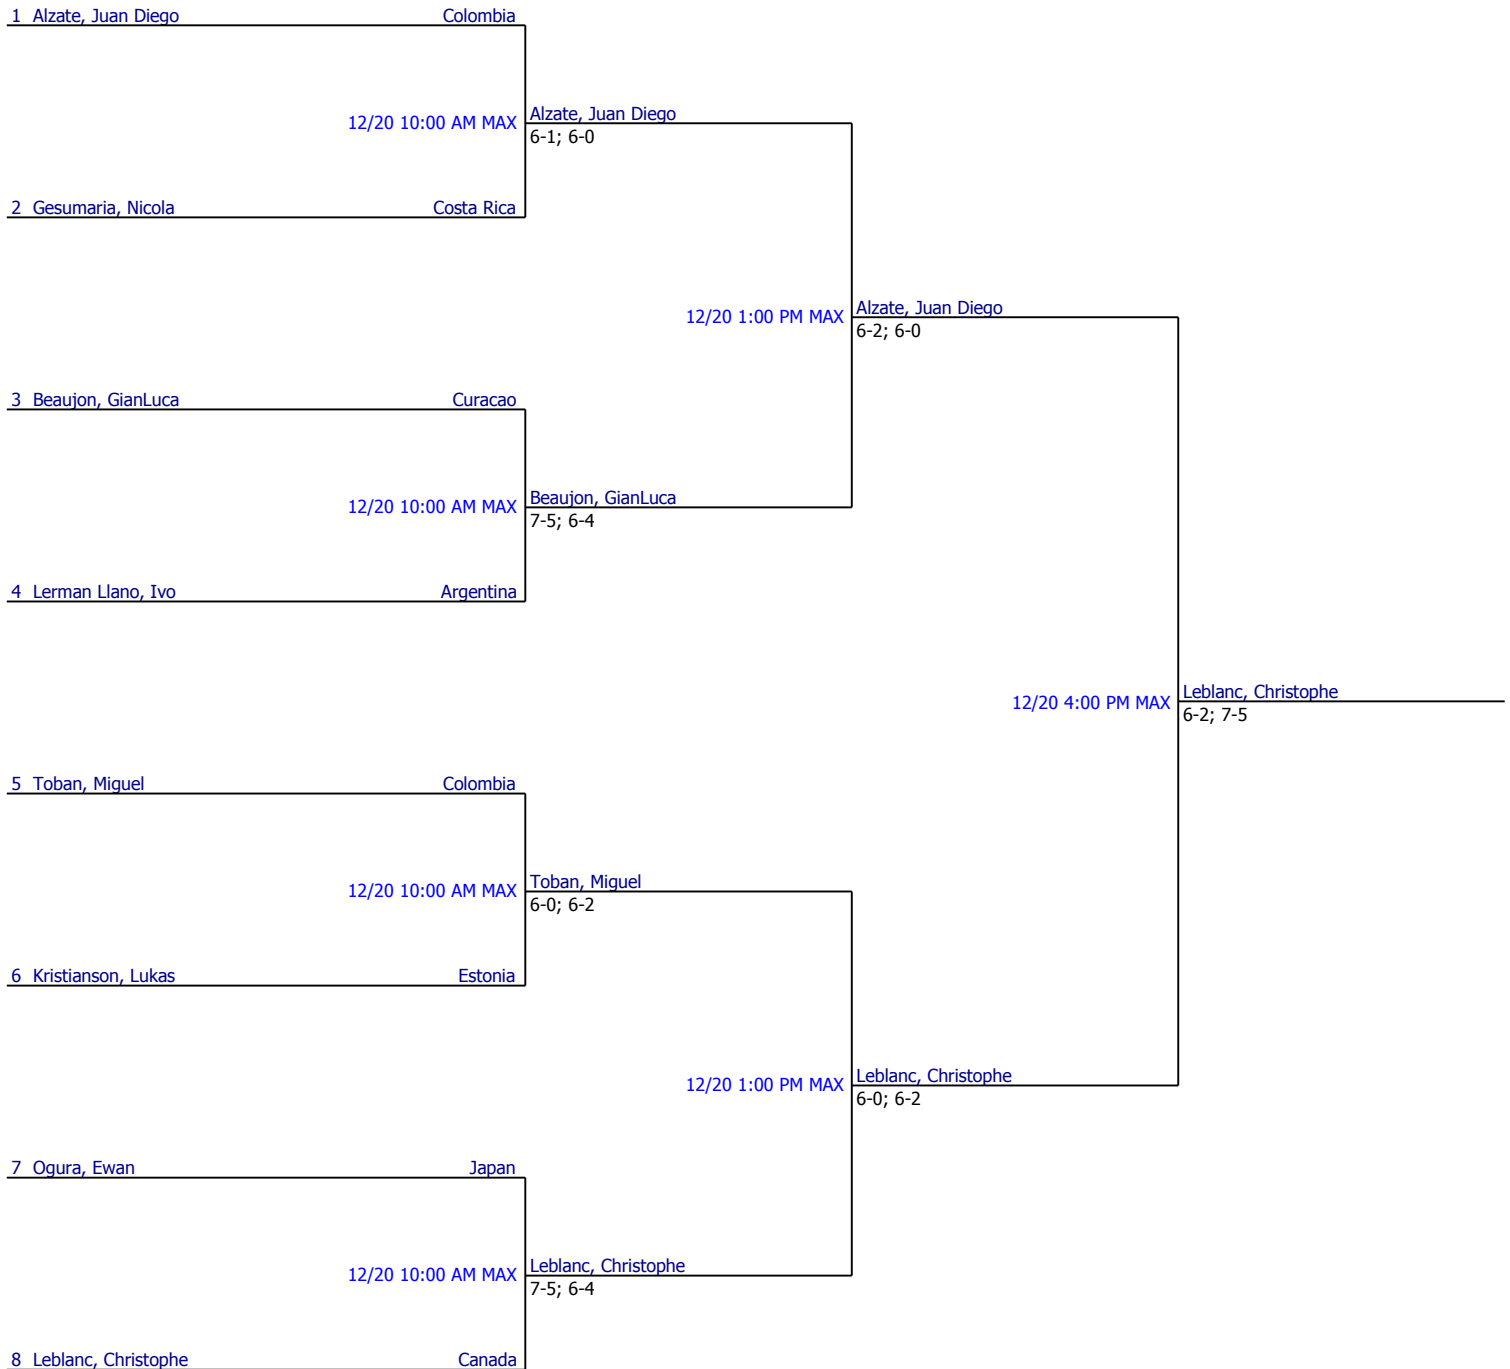 1 Alzate, Juan Diego Colombia
12/20 10:00 AM MAX
Alzate, Juan Diego
6-1; 6-0
2 Gesumaria, Nicola Costa Rica
12/20 1:00 PM MAX
Alzate, Juan Diego
6-2; 6-0
3 Beaujon, GianLuca Curacao
12/20 10:00 AM MAX
Beaujon, GianLuca
7-5; 6-4
4 Lerman Llano, Ivo Argentina
12/20 4:00 PM MAX
Leblanc, Christophe
6-2; 7-5
5 Toban, Miguel Colombia
12/20 10:00 AM MAX
Toban, Miguel
6-0; 6-2
6 Kristianson, Lukas Estonia
12/20 1:00 PM MAX
Leblanc, Christophe
6-0; 6-2
7 Ogura, Ewan Japan
12/20 10:00 AM MAX
Leblanc, Christophe
7-5; 6-4
8 Leblanc, Christophe Canada